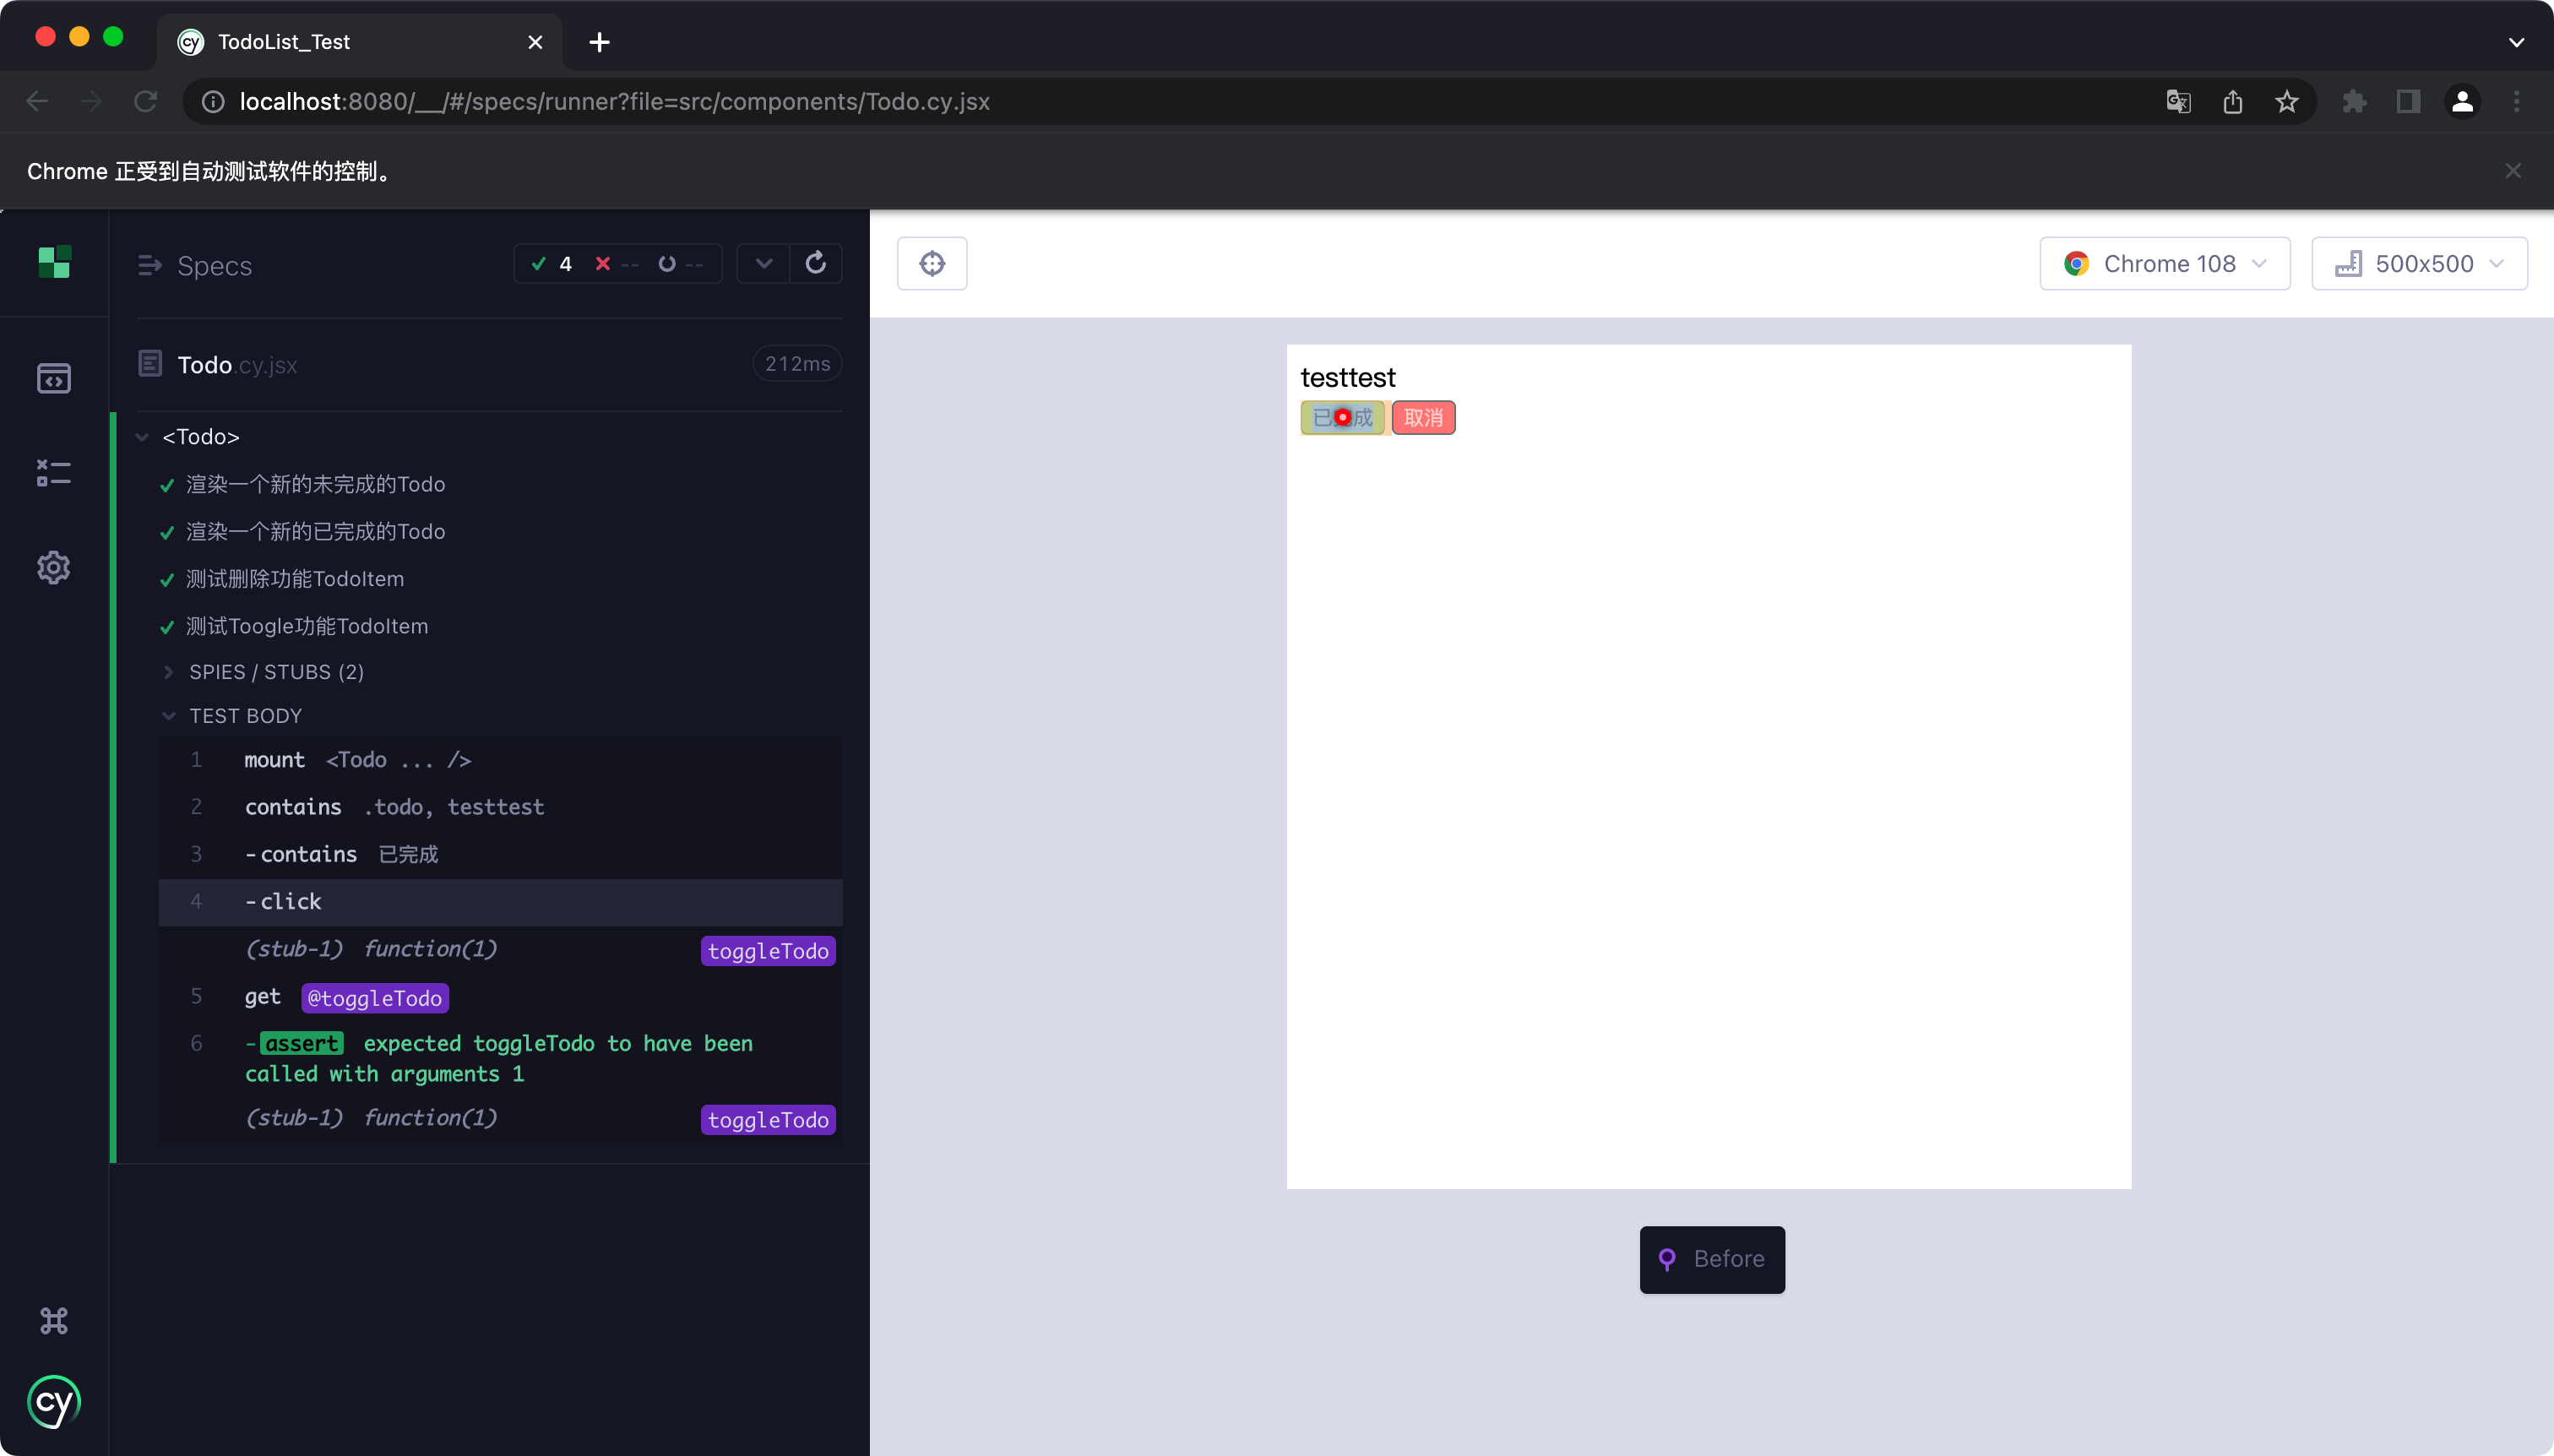 TodoList_Test
localhost:8080/__/#/specs/runner?file=src/components/Todo.cy.jsx
Chrome 正受到自动测试软件的控制。
Specs
4 -- --
Todo.cy.jsx
212ms
<Todo>
渲染一个新的未完成的Todo
渲染一个新的已完成的Todo
测试删除功能TodoItem
测试Toogle功能TodoItem
SPIES / STUBS (2)
TEST BODY
1 mount <Todo ... />
2 contains .todo, testtest
3 -contains 已完成
4 -click
(stub-1) function(1) toggleTodo
5 get @toggleTodo
6 -assert expected toggleTodo to have been
called with arguments 1
(stub-1) function(1) toggleTodo
cy
Chrome 108
500x500
testtest
已完成 取消
Before